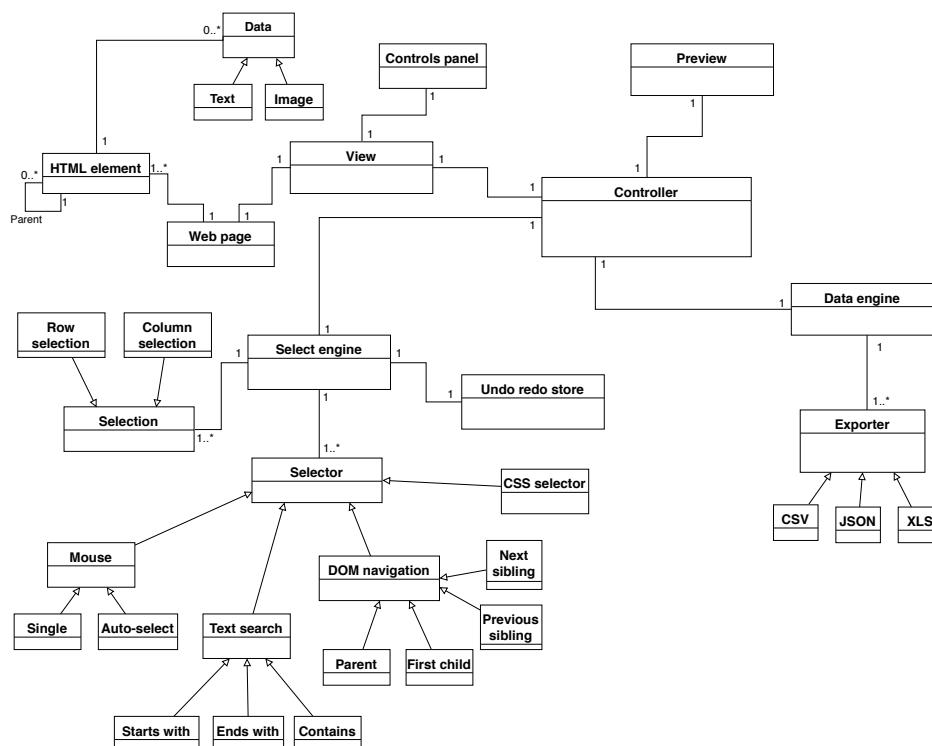 0..*
Data
Text
Image
Controls panel
1
Preview
1
1
HTML element
0..*
1..*
1
Parent
1
View
1
1
1
1
Web page
1
1
Controller
1
1
1
Data engine
1
Row
selection
Column
selection
1
Select engine
1
1
1
Undo redo store
1
Selection
1..*
1..*
Exporter
CSV
JSON
XLS
1..*
Selector
CSS selector
Mouse
Single
Auto-select
Text search
DOM navigation
Next
sibling
Previous
sibling
Parent
First child
Starts with
Ends with
Contains